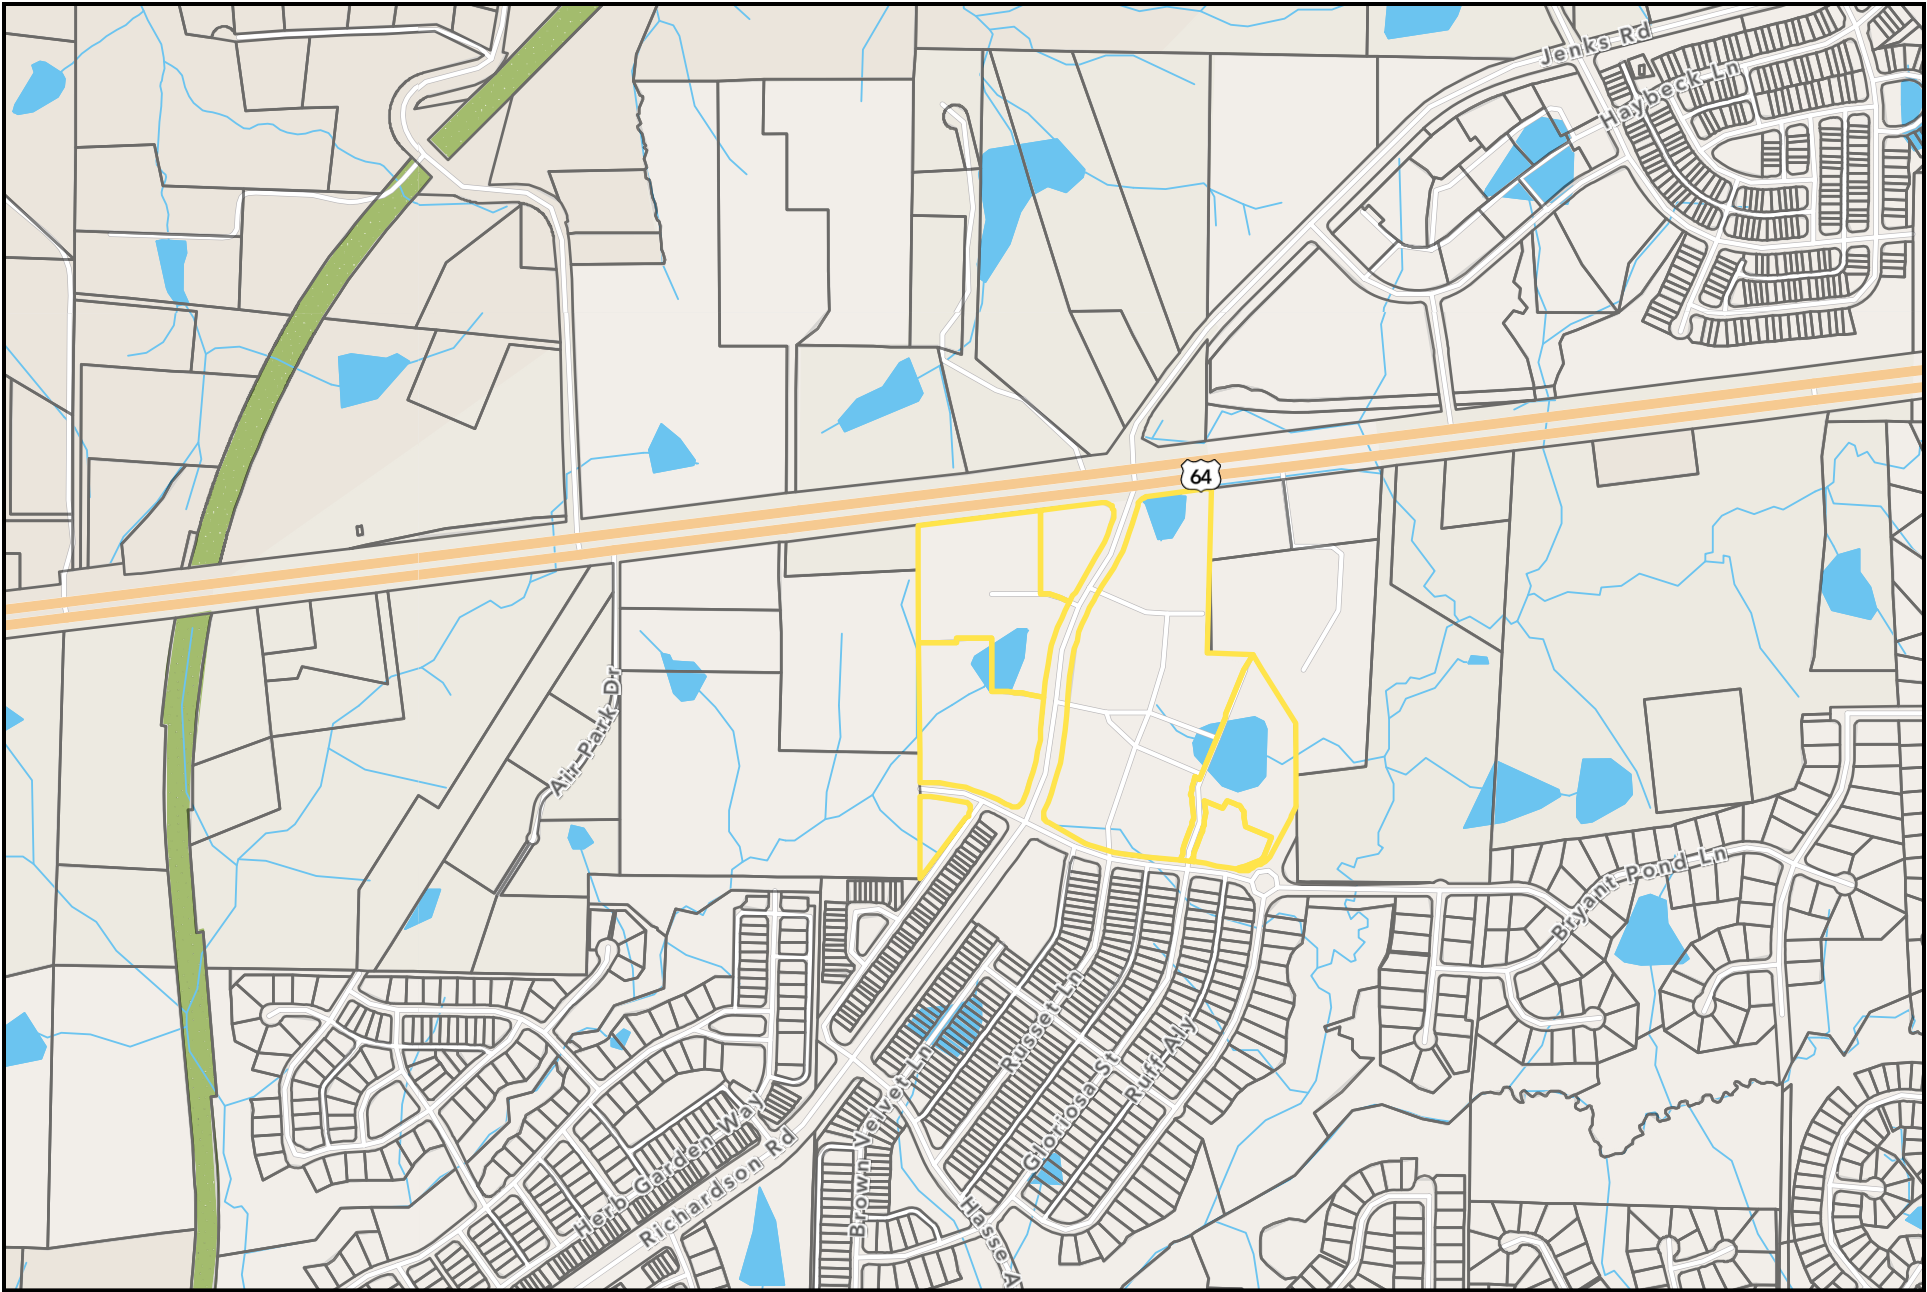 Jenks Rd
Haybeck Ln
64
Air Park Dr
Bryant Pond Ln
Russet Ln
Ruff Aly
Gloriosa St
Brown Velvet Ln
Herb Garden Way
Richardson Rd
Hasse A